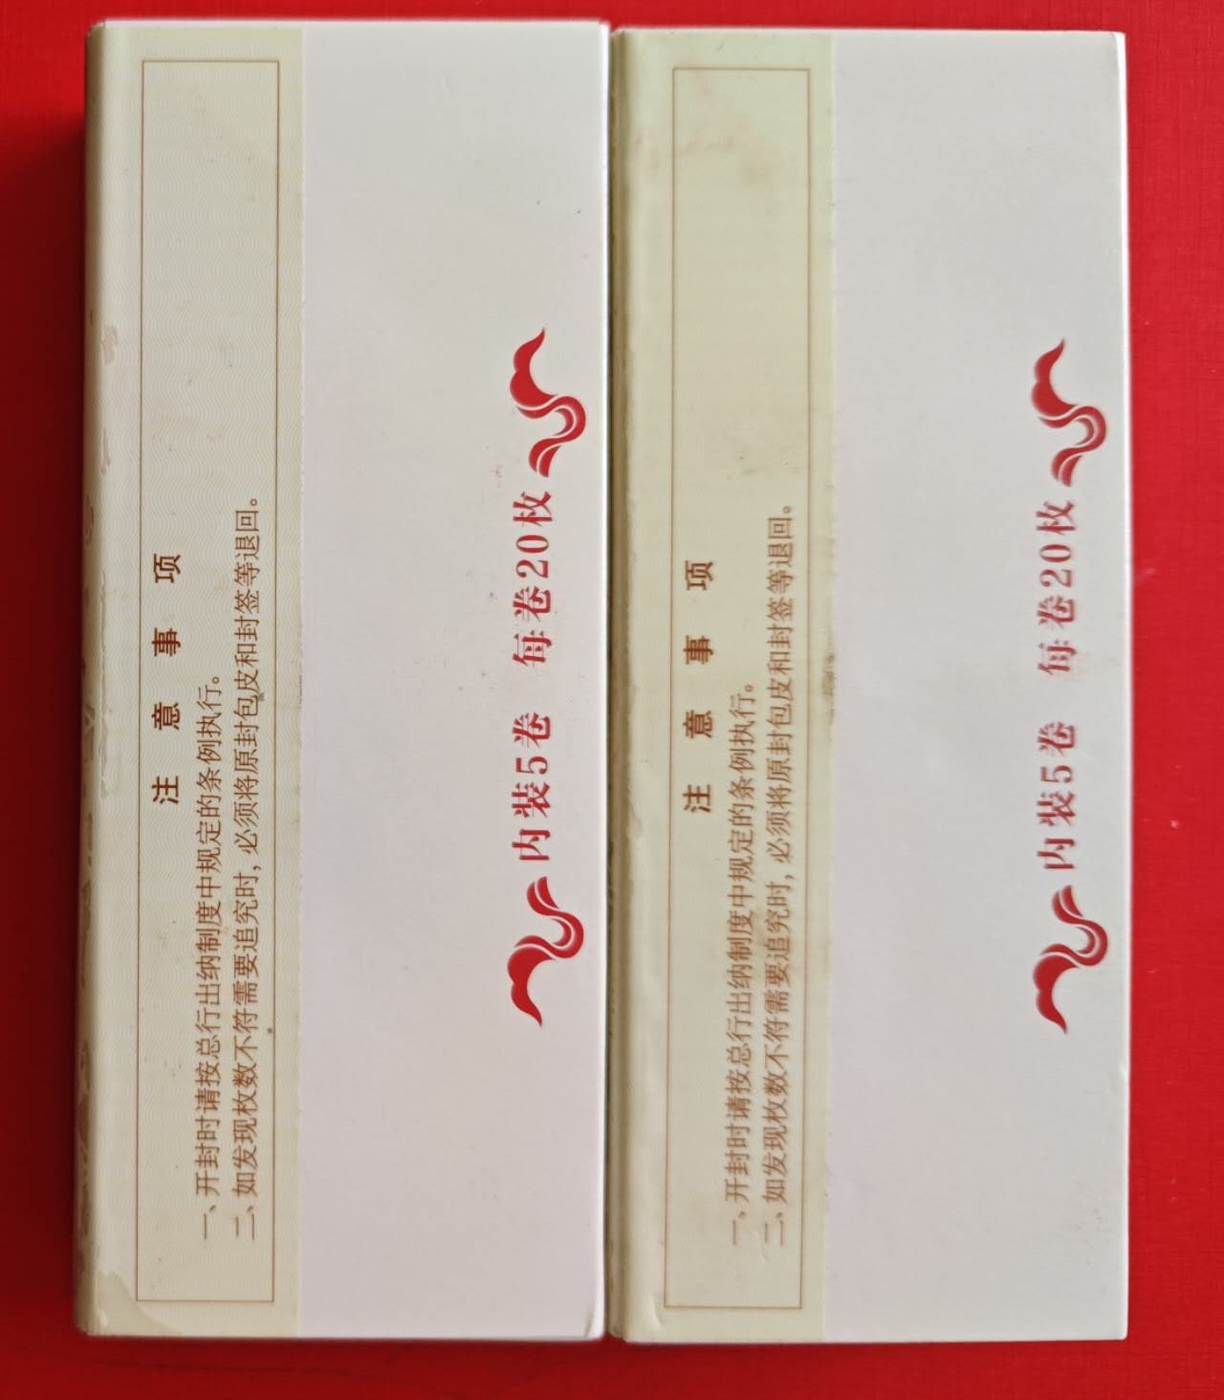 注意事项
一、开封时请按总行出纳制度中规定的条例执行。
二、如发现枚数不符需要追究时，必须将原封包皮和封签等退回。
内装5卷 每卷20枚
注意事项
一、开封时请按总行出纳制度中规定的条例执行。
二、如发现枚数不符需要追究时，必须将原封包皮和封签等退回。
内装5卷 每卷20枚